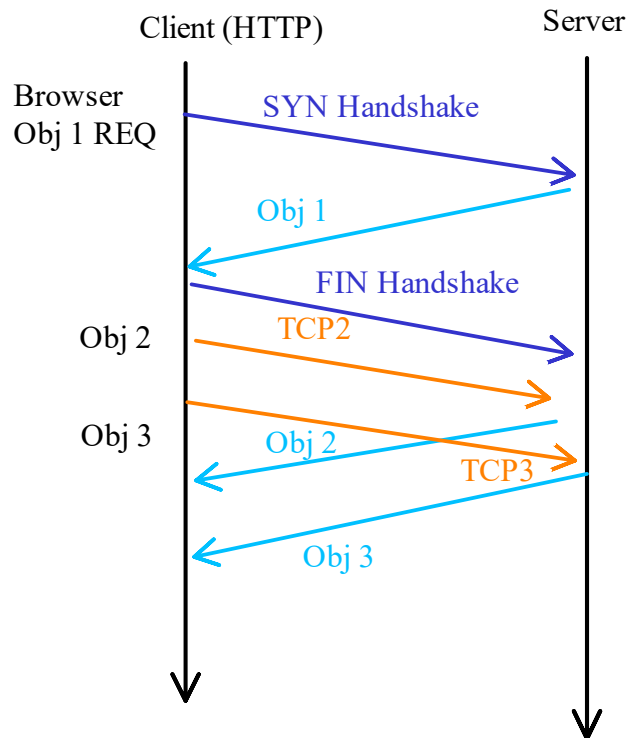 Client (HTTP)
Server
Browser
Obj 1 REQ
SYN Handshake
Obj 1
FIN Handshake
TCP2
Obj 2
Obj 3
Obj 2
TCP3
Obj 3